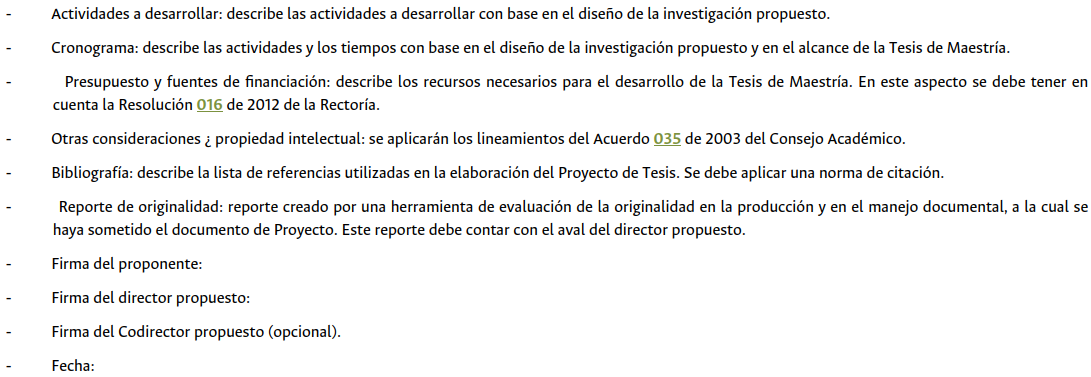 - Actividades a desarrollar: describe las actividades a desarrollar con base en el diseño de la investigación propuesto.
- Cronograma: describe las actividades y los tiempos con base en el diseño de la investigación propuesto y en el alcance de la Tesis de Maestría.
- Presupuesto y fuentes de financiación: describe los recursos necesarios para el desarrollo de la Tesis de Maestría. En este aspecto se debe tener en
cuenta la Resolución 016 de 2012 de la Rectoría.
- Otras consideraciones ¿ propiedad intelectual: se aplicarán los lineamientos del Acuerdo 035 de 2003 del Consejo Académico.
- Bibliografía: describe la lista de referencias utilizadas en la elaboración del Proyecto de Tesis. Se debe aplicar una norma de citación.
- Reporte de originalidad: reporte creado por una herramienta de evaluación de la originalidad en la producción y en el manejo documental, a la cual se
haya sometido el documento de Proyecto. Este reporte debe contar con el aval del director propuesto.
- Firma del proponente:
- Firma del director propuesto:
- Firma del Codirector propuesto (opcional).
- Fecha: